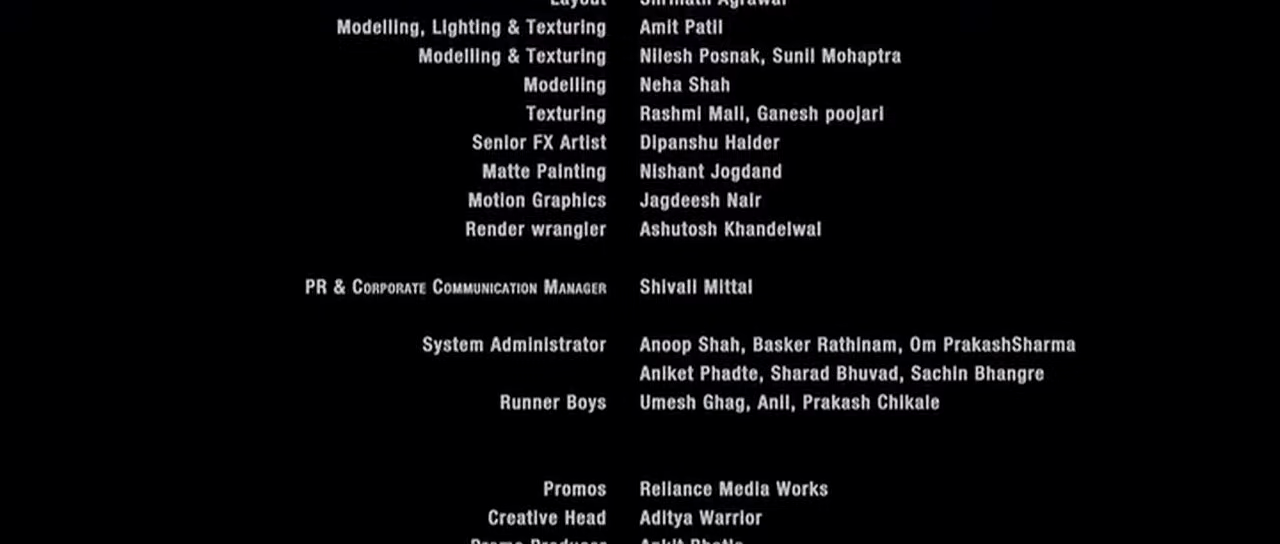 Modelling, Lighting & Texturing Amit Patil
Modelling & Texturing Nilesh Posnak, Sunil Mohaptra
Modelling Neha Shah
Texturing Rashmi Mali, Ganesh poojari
Senior FX Artist Dipanshu Halder
Matte Painting Nishant Jogdand
Motion Graphics Jagdeesh Nair
Render wrangler Ashutosh Khandelwal
PR & Corporate Communication Manager Shivali Mittal
System Administrator Anoop Shah, Basker Rathinam, Om PrakashSharma
Aniket Phadte, Sharad Bhuvad, Sachin Bhangre
Runner Boys Umesh Ghag, Anil, Prakash Chikale
Promos Reliance Media Works
Creative Head Aditya Warrior